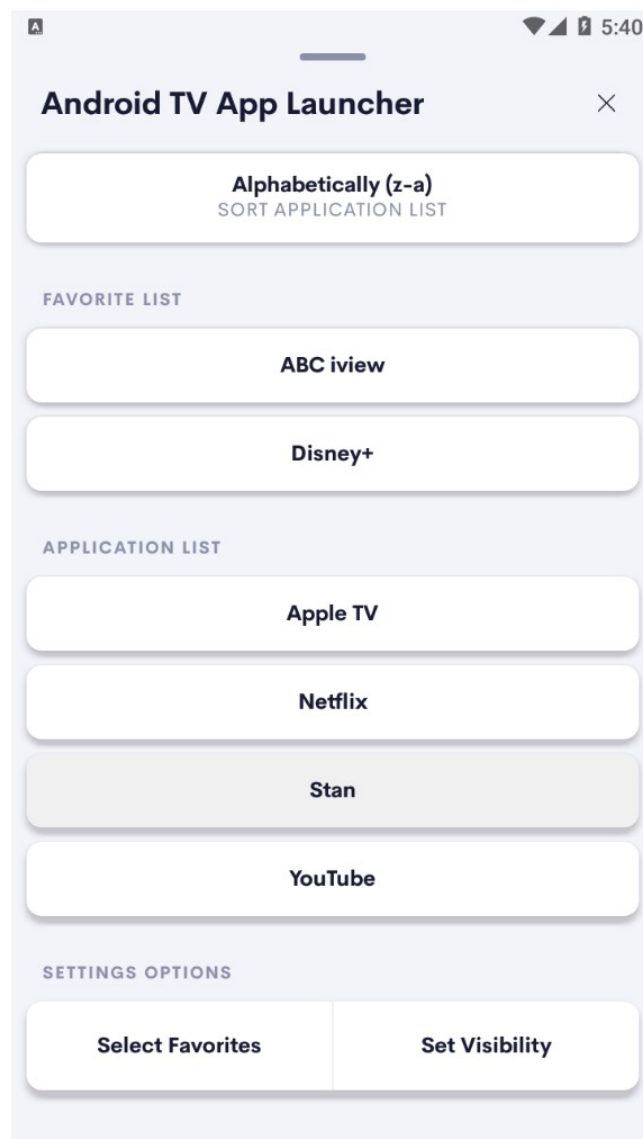 5:40
Android TV App Launcher
Alphabetically (z-a)
SORT APPLICATION LIST
FAVORITE LIST
ABC iview
Disney+
APPLICATION LIST
Apple TV
Netflix
Stan
YouTube
SETTINGS OPTIONS
Select Favorites
Set Visibility